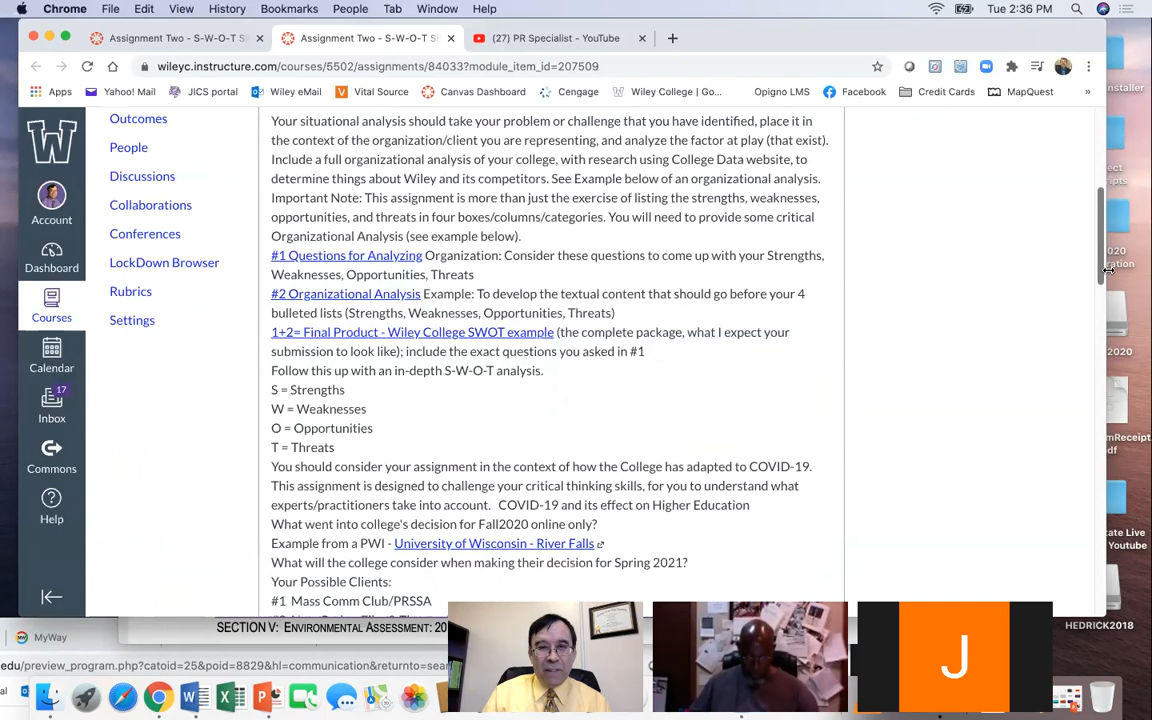 Chrome File Edit View History Bookmarks People Tab Window Help Tue 2:36 PM
Assignment Two - S-W-O-T S Assignment Two - S-W-O-T S (27) PR Specialist - YouTube
wileyc.instructure.com/courses/5502/assignments/84033?module_item_id=207509
Apps Yahoo! Mail JICS portal Wiley eMail Vital Source Canvas Dashboard Cengage Wiley College | Go... Opigno LMS Facebook Credit Cards MapQuest »
Account
Dashboard
Courses
Calendar
17
Inbox
Commons
Help
Outcomes
People
Discussions
Collaborations
Conferences
LockDown Browser
Rubrics
Settings
Your situational analysis should take your problem or challenge that you have identified, place it in
the context of the organization/client you are representing, and analyze the factor at play (that exist).
Include a full organizational analysis of your college, with research using College Data website, to
determine things about Wiley and its competitors. See Example below of an organizational analysis.
Important Note: This assignment is more than just the exercise of listing the strengths, weaknesses,
opportunities, and threats in four boxes/columns/categories. You will need to provide some critical
Organizational Analysis (see example below).
#1 Questions for Analyzing Organization: Consider these questions to come up with your Strengths,
Weaknesses, Opportunities, Threats
#2 Organizational Analysis Example: To develop the textual content that should go before your 4
bulleted lists (Strengths, Weaknesses, Opportunities, Threats)
1+2= Final Product - Wiley College SWOT example (the complete package, what I expect your
submission to look like); include the exact questions you asked in #1
Follow this up with an in-depth S-W-O-T analysis.
S = Strengths
W = Weaknesses
O = Opportunities
T = Threats
You should consider your assignment in the context of how the College has adapted to COVID-19.
This assignment is designed to challenge your critical thinking skills, for you to understand what
experts/practitioners take into account. COVID-19 and its effect on Higher Education
What went into college's decision for Fall2020 online only?
Example from a PWI - University of Wisconsin - River Falls
What will the college consider when making their decision for Spring 2021?
Your Possible Clients:
#1 Mass Comm Club/PRSSA
SECTION V: ENVIRONMENTAL ASSESSMENT: 20
MyWay
edu/preview_program.php?catoid=25&poid=8829&hl=communication&returnto=sear
HEDRICK2018
J